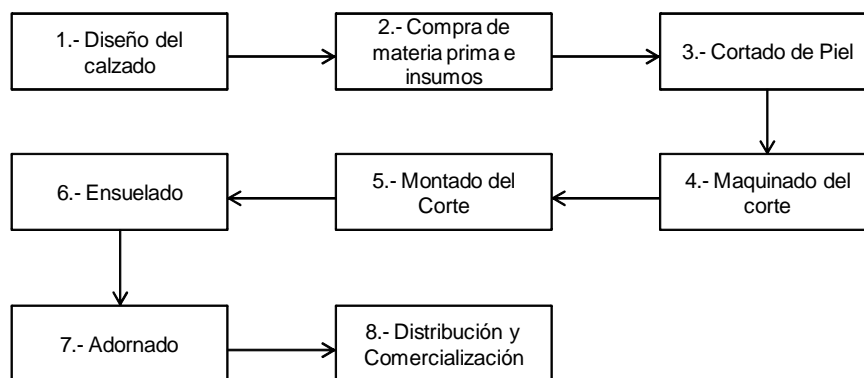 1.- Diseño del
calzado
2.- Compra de
materia prima e
insumos
3.- Cortado de Piel
4.- Maquinado del
corte
5.- Montado del
Corte
6.- Ensuelado
7.- Adornado
8.- Distribución y
Comercialización